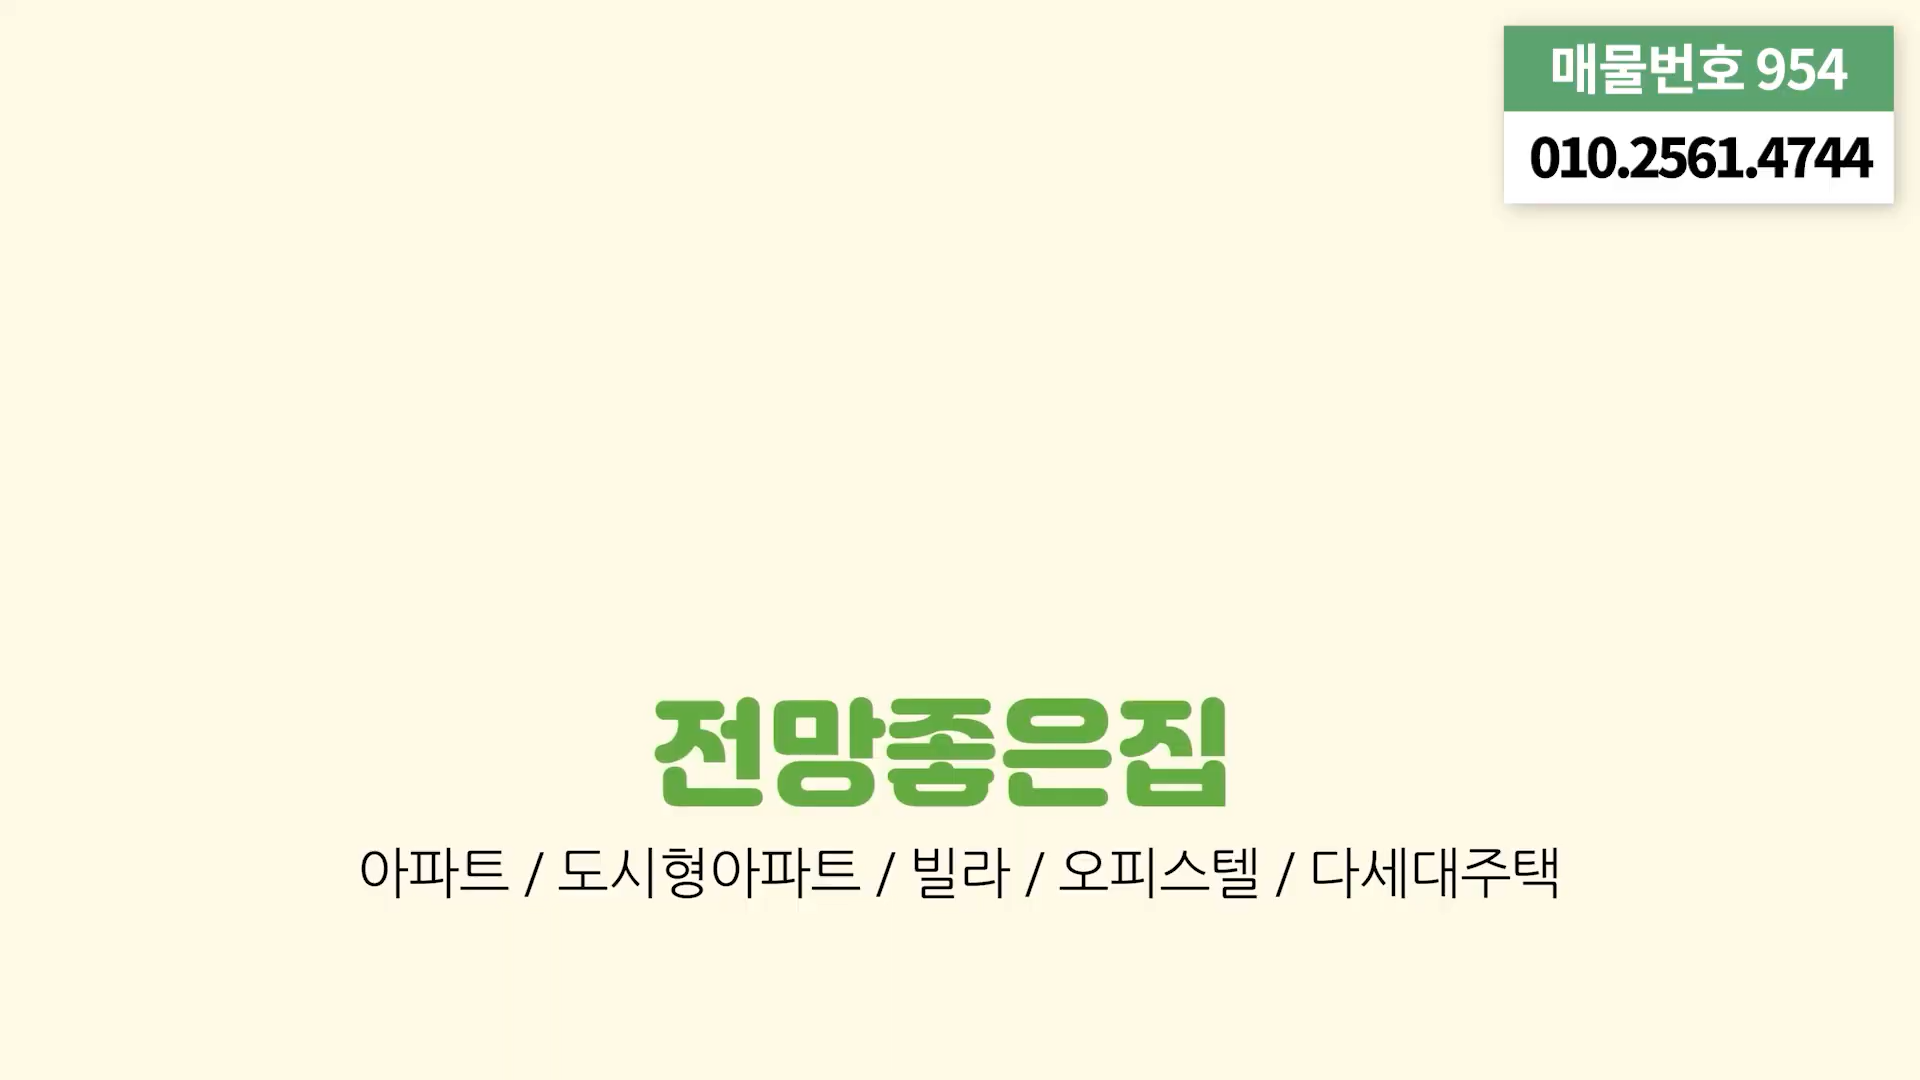 매물번호 954
010.2561.4744
전망좋은집
아파트 / 도시형아파트 / 빌라 / 오피스텔 / 다세대주택